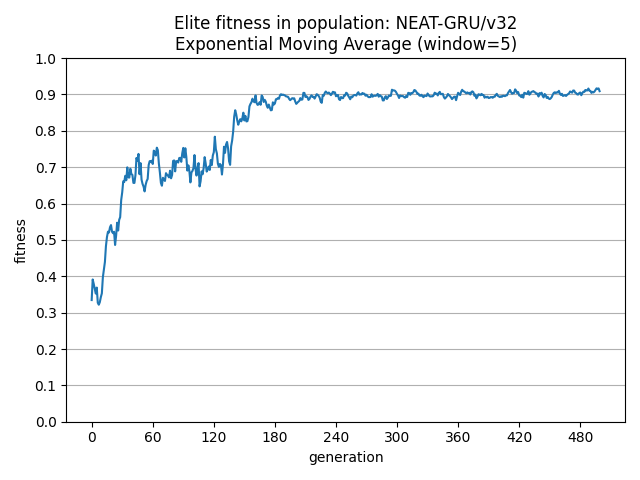 Elite fitness in population: NEAT-GRU/v32
Exponential Moving Average (window=5)
1.0
0.9
0.8
0.7
0.6
0.5
0.4
0.3
0.2
0.1
0.0
fitness
0 60 120 180 240 300 360 420 480
generation